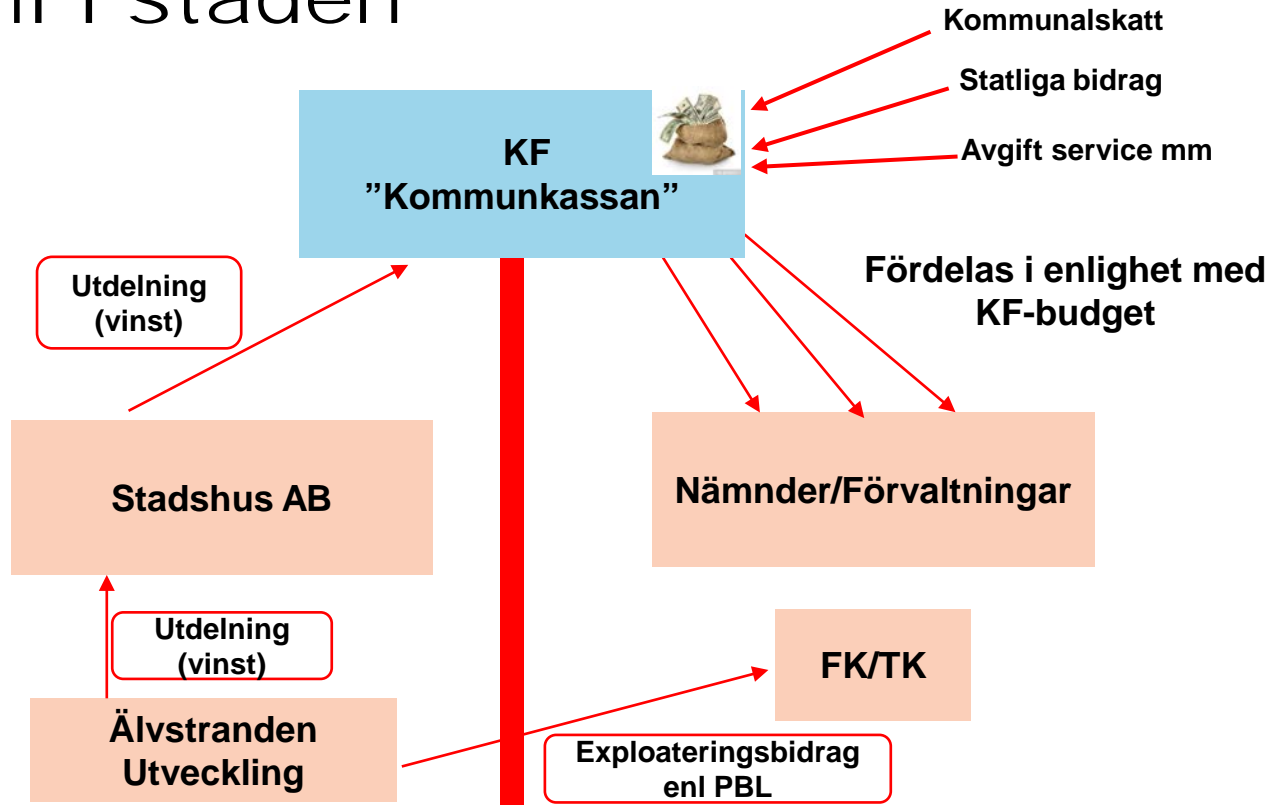 i staden
Kommunalskatt
Statliga bidrag
Avgift service mm
KF
”Kommunkassan”
Fördelas i enlighet med
KF-budget
Utdelning
(vinst)
Stadshus AB
Nämnder/Förvaltningar
Utdelning
(vinst)
FK/TK
Älvstranden
Utveckling
Exploateringsbidrag
enl PBL